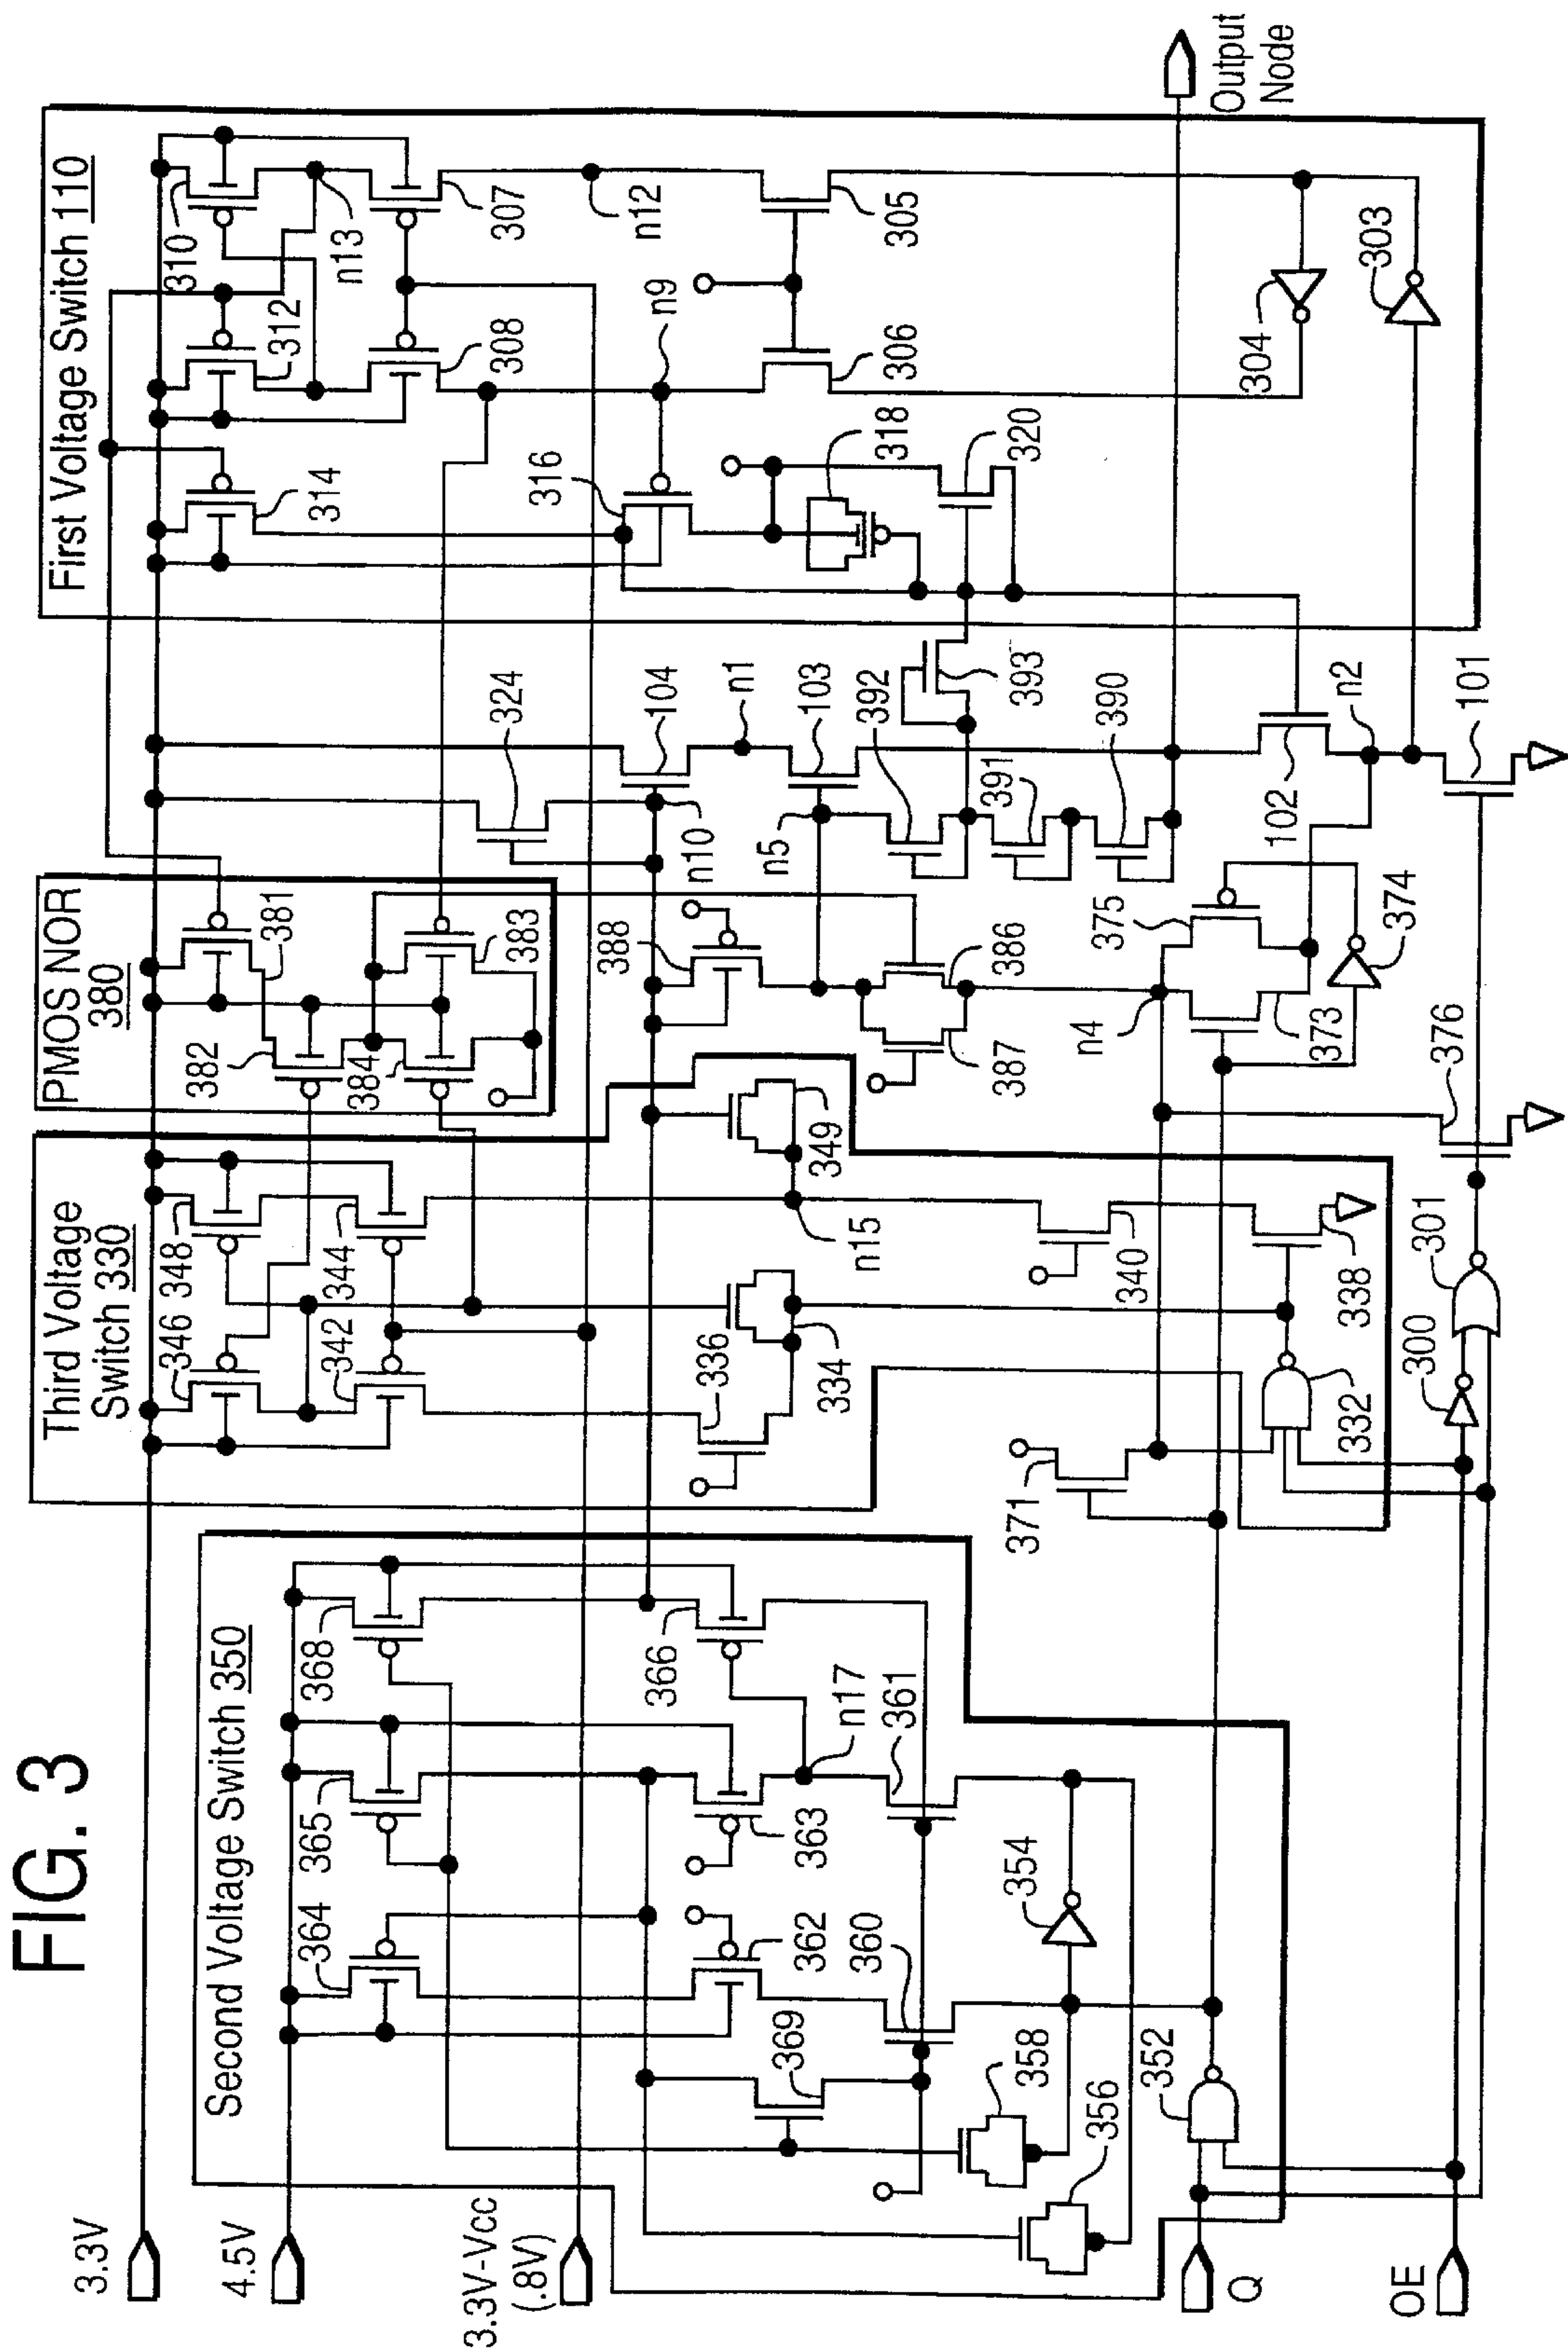 FIG. 3
3.3V
4.5V
3.3V-Vcc
(.8V)
Q
OE
Second Voltage Switch 350
364
365
368
362
363
366
n17
369
360
361
358
356
354
352
Third Voltage
Switch 330
346
348
342
344
336
334
349
n15
340
338
332
371
300
301
376
PMOS NOR
380
381
382
383
384
388
386
387
n4
373
374
375
324
n10
104
n1
n5
103
392
391
390
393
102
n2
101
First Voltage Switch 110
310
312
314
n13
307
308
316
n9
n12
318
320
306
305
304
303
Output
Node